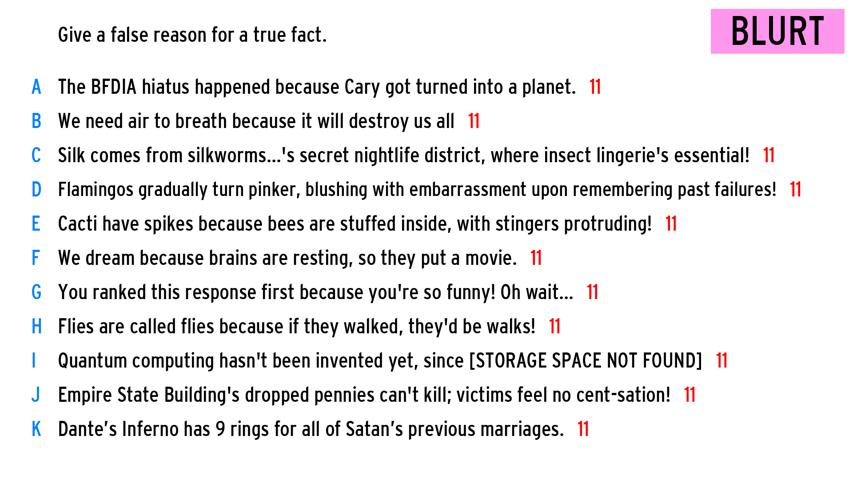 Give a false reason for a true fact.
BLURT
A The BFDIA hiatus happened because Cary got turned into a planet. 11
B We need air to breath because it will destroy us all 11
C Silk comes from silkworms...'s secret nightlife district, where insect lingerie's essential! 11
D Flamingos gradually turn pinker, blushing with embarrassment upon remembering past failures! 11
E Cacti have spikes because bees are stuffed inside, with stingers protruding! 11
F We dream because brains are resting, so they put a movie. 11
G You ranked this response first because you're so funny! Oh wait... 11
H Flies are called flies because if they walked, they'd be walks! 11
I Quantum computing hasn't been invented yet, since [STORAGE SPACE NOT FOUND] 11
J Empire State Building's dropped pennies can't kill; victims feel no cent-sation! 11
K Dante’s Inferno has 9 rings for all of Satan’s previous marriages. 11